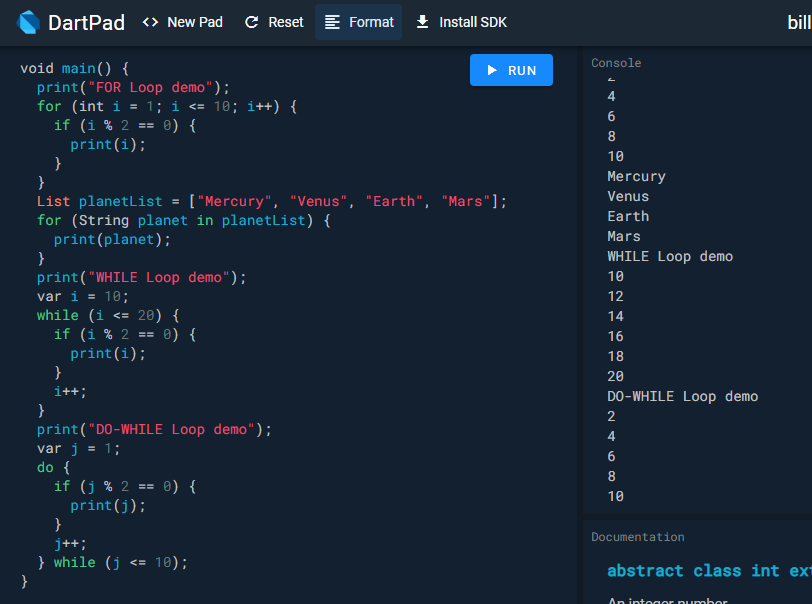 DartPad <> New Pad Reset Format Install SDK bill
void main() {
print("FOR Loop demo");
for (int i = 1; i <= 10; i++) {
if (i % 2 == 0) {
print(i);
}
}
List planetList = ["Mercury", "Venus", "Earth", "Mars"];
for (String planet in planetList) {
print(planet);
}
print("WHILE Loop demo");
var i = 10;
while (i <= 20) {
if (i % 2 == 0) {
print(i);
}
i++;
}
print("DO-WHILE Loop demo");
var j = 1;
do {
if (j % 2 == 0) {
print(j);
}
j++;
} while (j <= 10);
}
RUN
Console
2
4
6
8
10
Mercury
Venus
Earth
Mars
WHILE Loop demo
10
12
14
16
18
20
DO-WHILE Loop demo
2
4
6
8
10
Documentation
abstract class int ext
An integer number